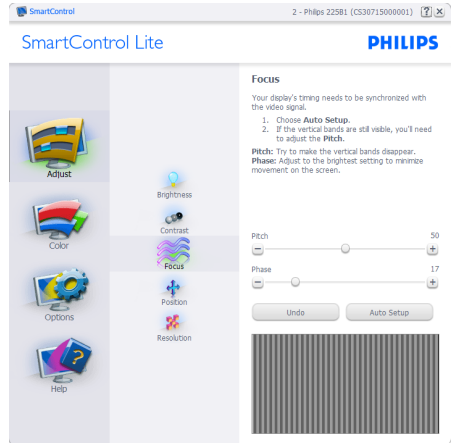 SmartControl
2 - Philips 225B1 (CS30715000001)
?
SmartControl Lite
PHILIPS
Adjust
Color
Options
Help
Brightness
Contrast
Focus
Position
Resolution
Focus
Your display's timing needs to be synchronized with
the video signal.
1. Choose Auto Setup.
2. If the vertical bands are still visible, you'll need
to adjust the Pitch.
Pitch: Try to make the vertical bands disappear.
Phase: Adjust to the brightest setting to minimize
movement on the screen.
Pitch 50
Phase 17
Undo
Auto Setup